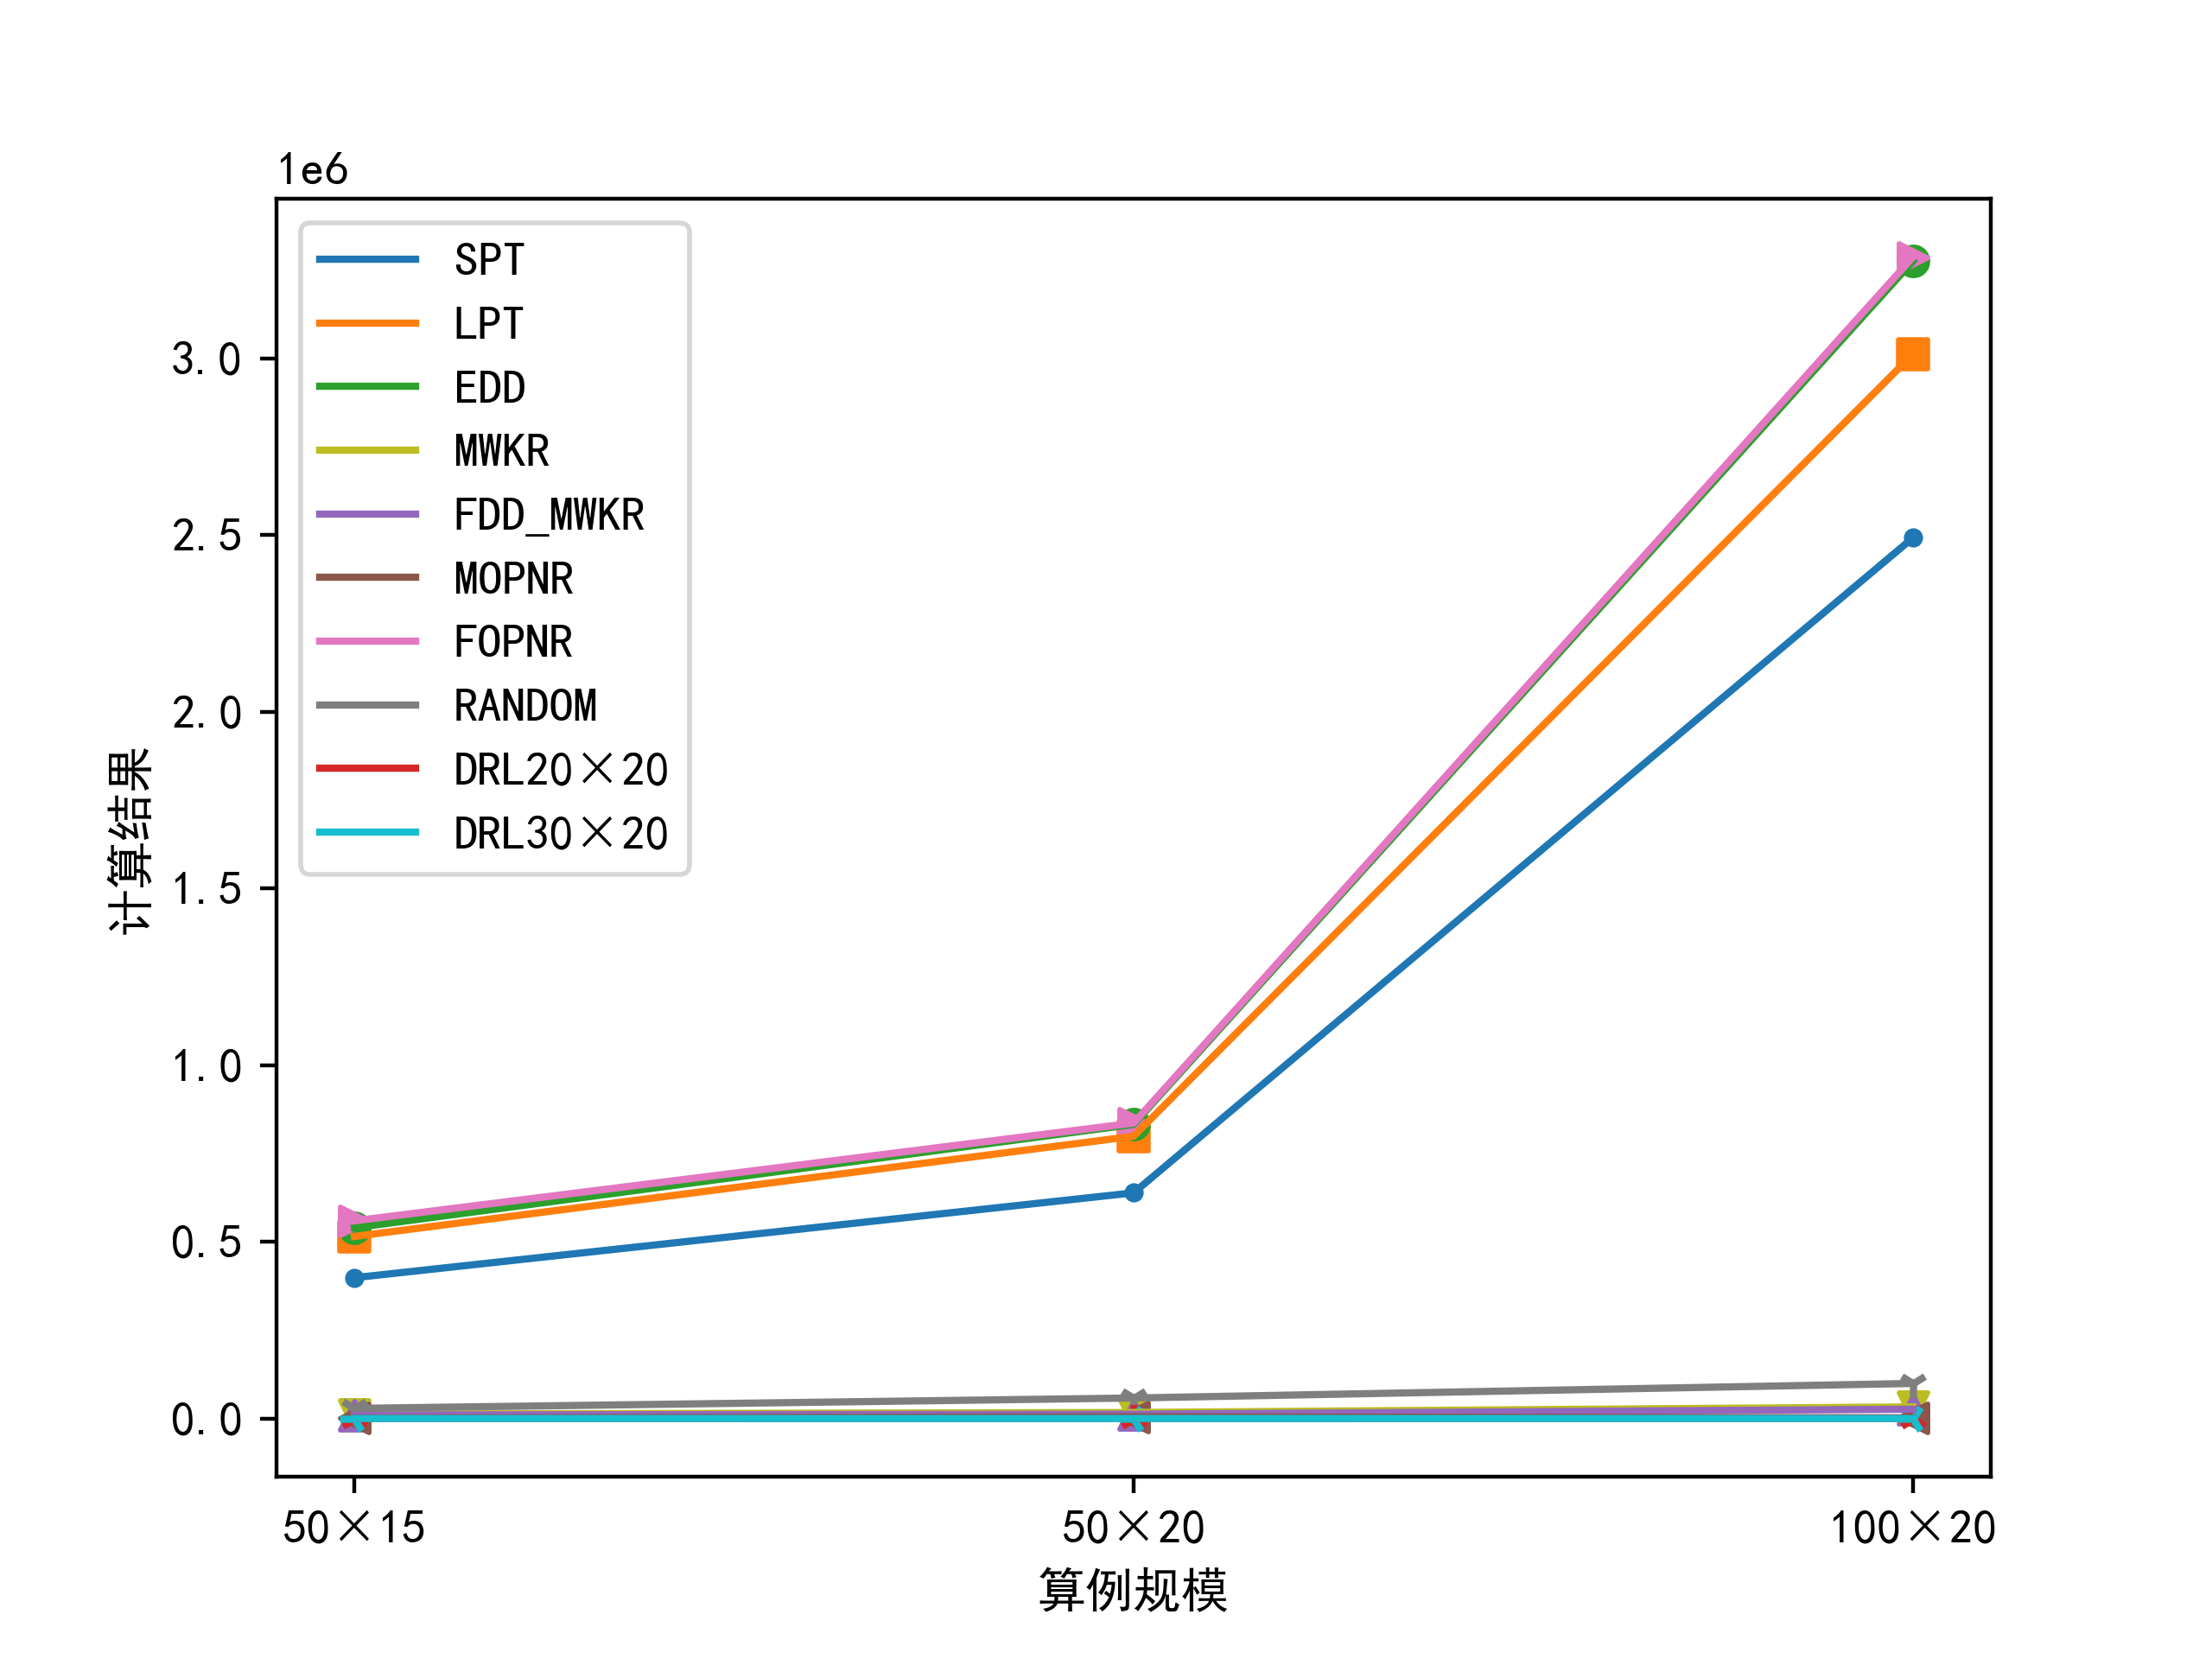 1e6
3.0
2.5
2.0
1.5
1.0
0.5
0.0
计算结果
SPT
LPT
EDD
MWKR
FDD_MWKR
MOPNR
FOPNR
RANDOM
DRL20×20
DRL30×20
50×15
50×20
100×20
算例规模